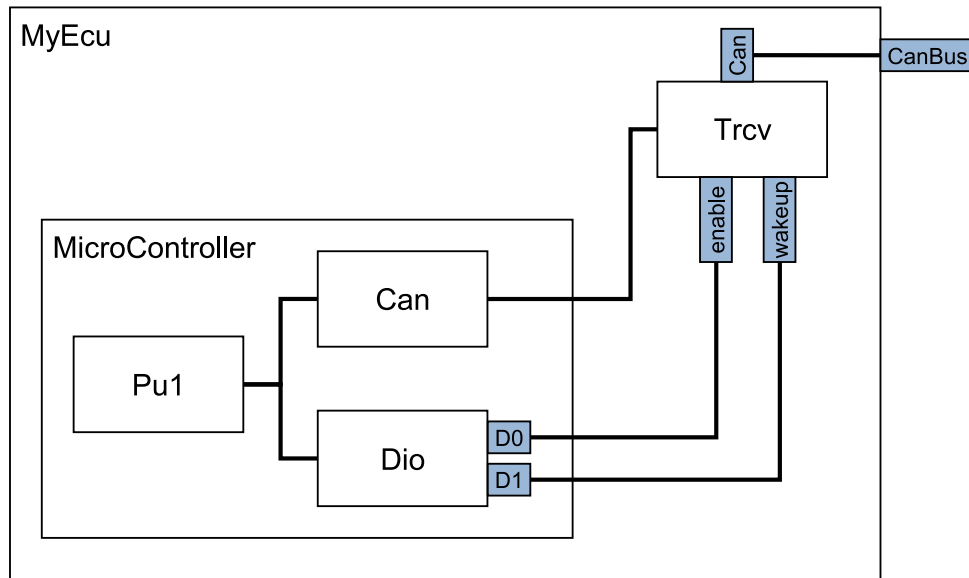 MyEcu
Can
CanBus
Trcv
enable
wakeup
MicroController
Can
Pu1
Dio
D0
D1